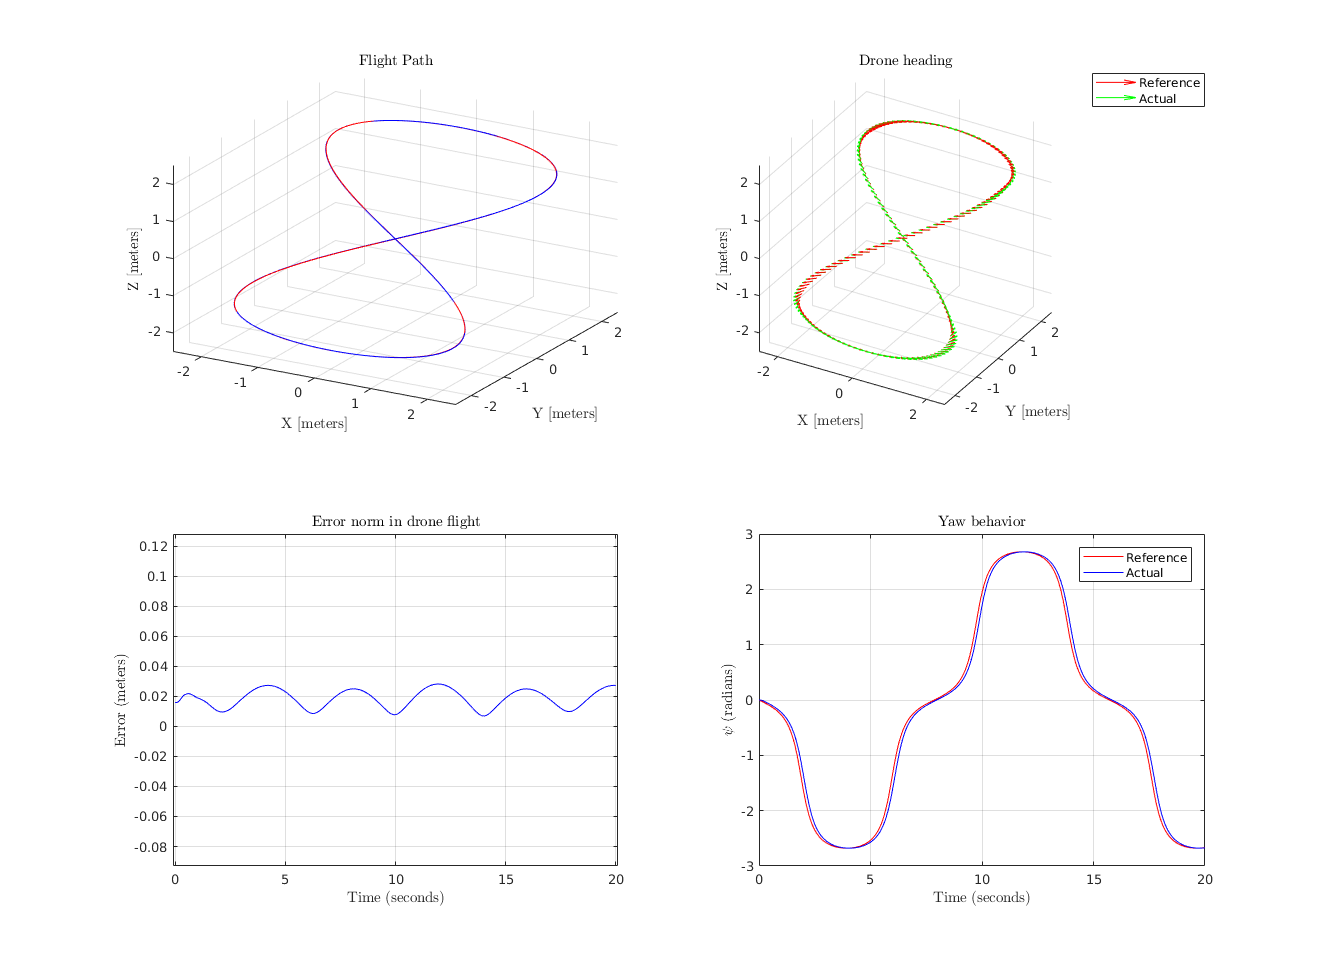 Flight Path
2
1
0
-1
-2
Z [meters]
-2
-1
0
1
2
X [meters]
-2
-1
0
1
2
Y [meters]
Drone heading
Reference
Actual
2
1
0
-1
-2
Z [meters]
-2
0
2
X [meters]
-2
-1
0
1
2
Y [meters]
Error norm in drone flight
0.12
0.1
0.08
0.06
0.04
0.02
0
-0.02
-0.04
-0.06
-0.08
Error (meters)
0 5 10 15 20
Time (seconds)
Yaw behavior
Reference
Actual
3
2
1
0
-1
-2
-3
ψ (radians)
0 5 10 15 20
Time (seconds)